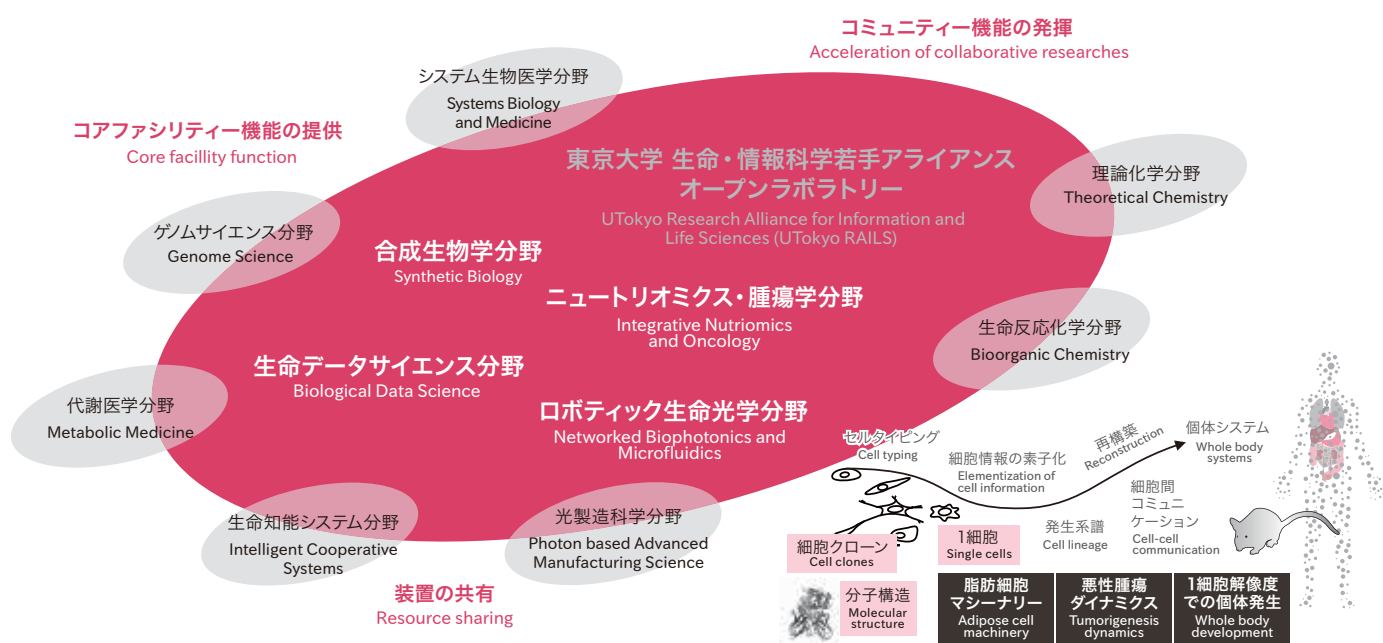 コミュニティー機能の発揮
Acceleration of collaborative researches
システム生物医学分野
Systems Biology
and Medicine
コアファシリティー機能の提供
Core facillity function
東京大学 生命・情報科学若手アライアンス
オープンラボラトリー
UTokyo Research Alliance for Information and
Life Sciences (UTokyo RAILS)
理論化学分野
Theoretical Chemistry
ゲノムサイエンス分野
Genome Science
合成生物学分野
Synthetic Biology
ニュートリオミクス・腫瘍学分野
Integrative Nutriomics
and Oncology
生命反応化学分野
Bioorganic Chemistry
生命データサイエンス分野
Biological Data Science
代謝医学分野
Metabolic Medicine
ロボティック生命光学分野
Networked Biophotonics and
Microfluidics
生命知能システム分野
Intelligent Cooperative
Systems
光製造科学分野
Photon based Advanced
Manufacturing Science
装置の共有
Resource sharing
セルタイピング
Cell typing
細胞情報の素子化
Elementization of
cell information
再構築
Reconstruction
個体システム
Whole body
systems
細胞間
コミュニ
ケーション
Cell-cell
communication
発生系譜
Cell lineage
1細胞
Single cells
細胞クローン
Cell clones
分子構造
Molecular
structure
脂肪細胞
マシーナリー
Adipose cell
machinery
悪性腫瘍
ダイナミクス
Tumorigenesis
dynamics
1細胞解像度
での個体発生
Whole body
development